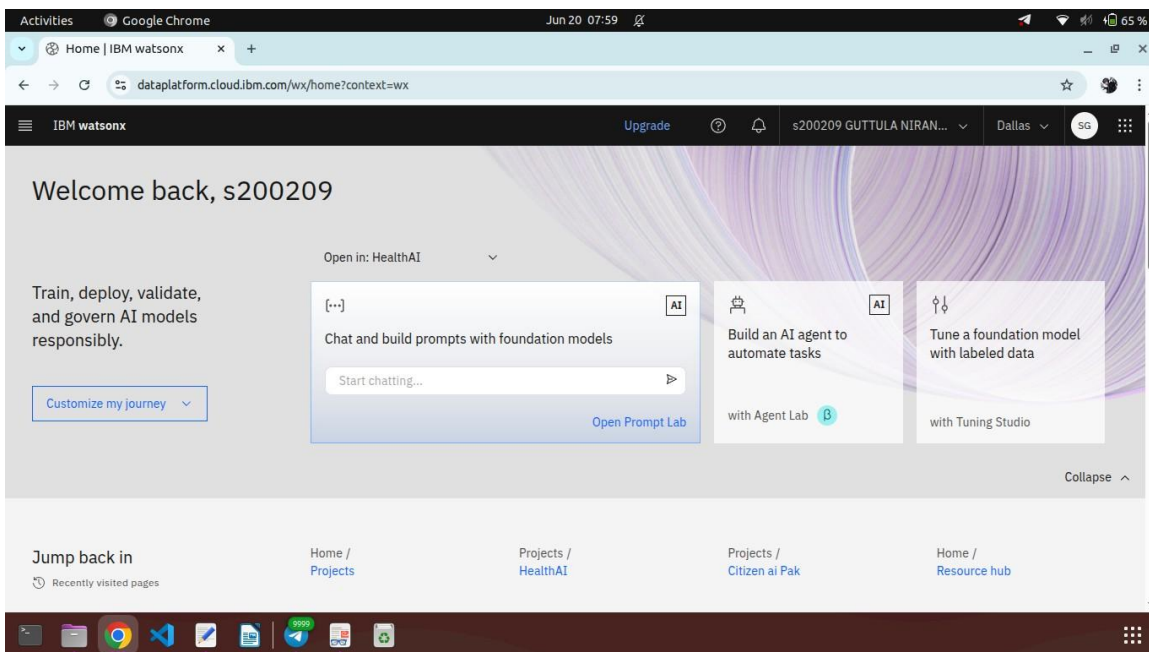 Activities Google Chrome Jun 20 07:59 65 %
Home | IBM watsonx
dataplatform.cloud.ibm.com/wx/home?context=wx
IBM watsonx Upgrade s200209 GUTTULA NIRAN... Dallas SG
Welcome back, s200209
Open in: HealthAI
Train, deploy, validate,
and govern AI models
responsibly.
Customize my journey
[...] AI
Chat and build prompts with foundation models
Start chatting...
Open Prompt Lab
AI
Build an AI agent to
automate tasks
with Agent Lab β
Tune a foundation model
with labeled data
with Tuning Studio
Collapse
Jump back in
Recently visited pages
Home /
Projects
Projects /
HealthAI
Projects /
Citizen ai Pak
Home /
Resource hub
9999